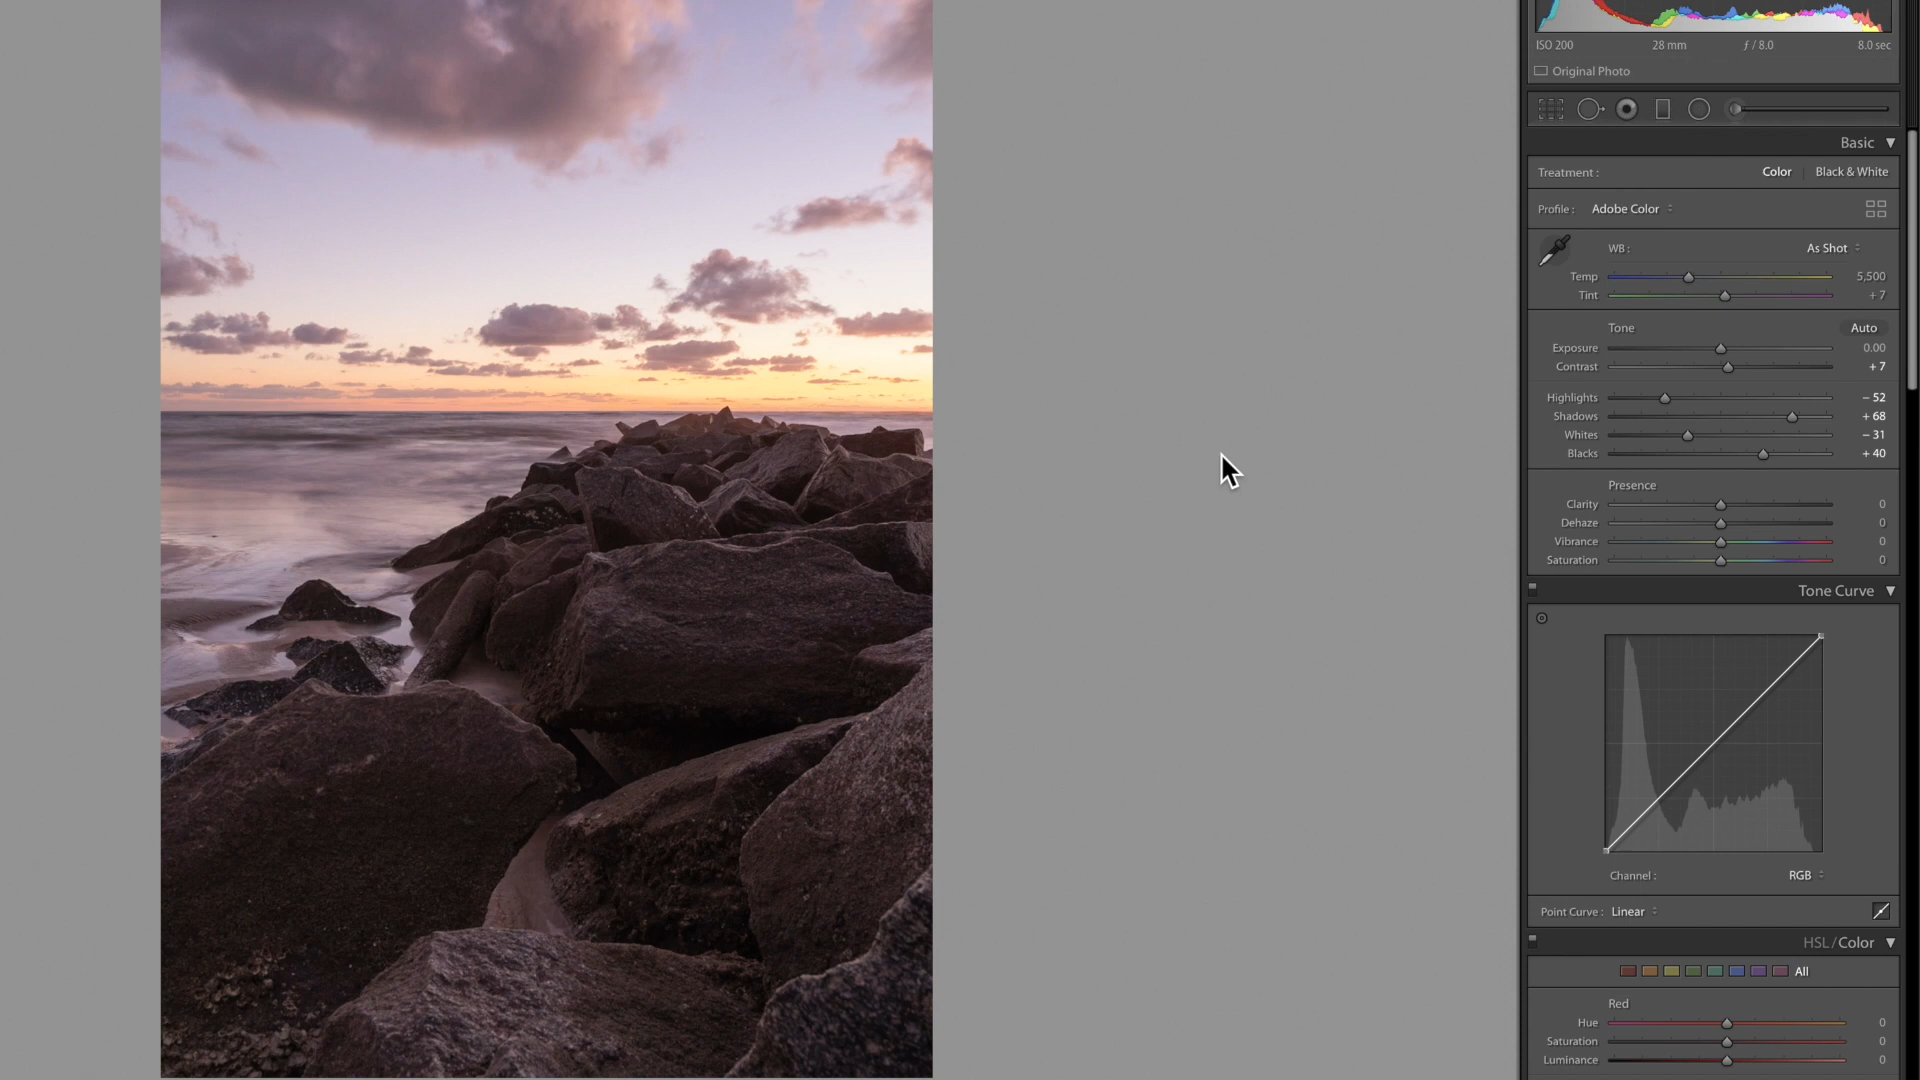 ISO 200 28 mm ƒ / 8.0 8.0 sec
Original Photo
Basic
Treatment : Color Black & White
Profile : Adobe Color
WB : As Shot
Temp 5,500
Tint + 7
Tone Auto
Exposure 0.00
Contrast + 7
Highlights − 52
Shadows + 68
Whites − 31
Blacks + 40
Presence
Clarity 0
Dehaze 0
Vibrance 0
Saturation 0
Tone Curve
Channel : RGB
Point Curve : Linear
HSL / Color
All
Red
Hue 0
Saturation 0
Luminance 0